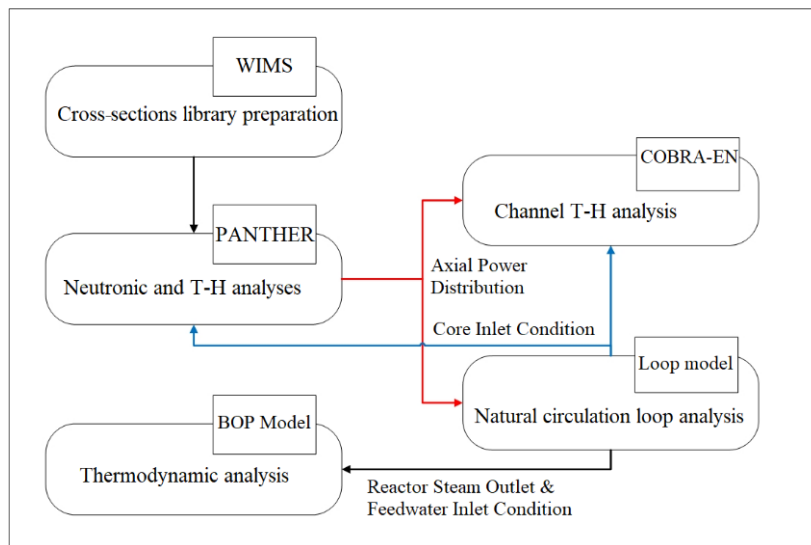 WIMS
Cross-sections library preparation
COBRA-EN
Channel T-H analysis
PANTHER
Neutronic and T-H analyses
Axial Power
Distribution
Core Inlet Condition
Loop model
Natural circulation loop analysis
BOP Model
Thermodynamic analysis
Reactor Steam Outlet &
Feedwater Inlet Condition